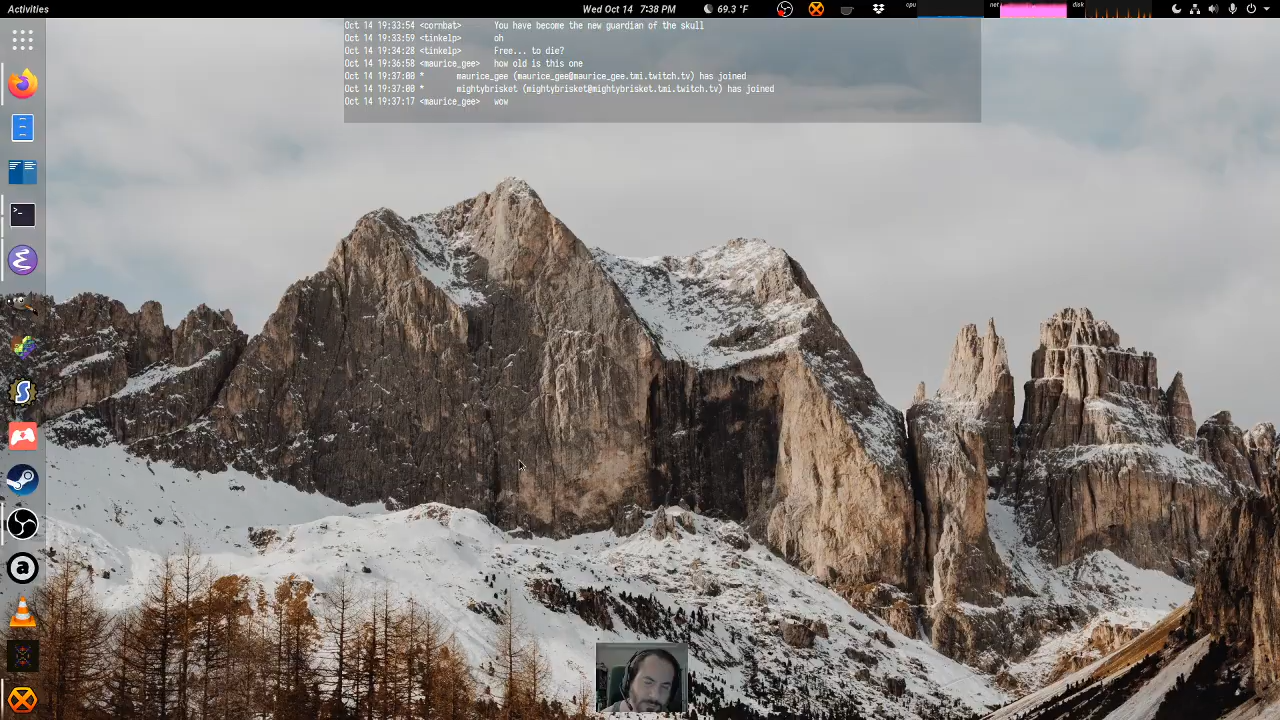 Activities
Wed Oct 14 7:38 PM
69.3 °F
cpu
net
disk
Oct 14 19:33:54 <cornbat> You have become the new guardian of the skull
Oct 14 19:33:59 <tinkelp> oh
Oct 14 19:34:28 <tinkelp> Free... to die?
Oct 14 19:36:58 <maurice_gee> how old is this one
Oct 14 19:37:00 * maurice_gee (maurice_gee@maurice_gee.tmi.twitch.tv) has joined
Oct 14 19:37:00 * mightybrisket (mightybrisket@mightybrisket.tmi.twitch.tv) has joined
Oct 14 19:37:17 <maurice_gee> wow